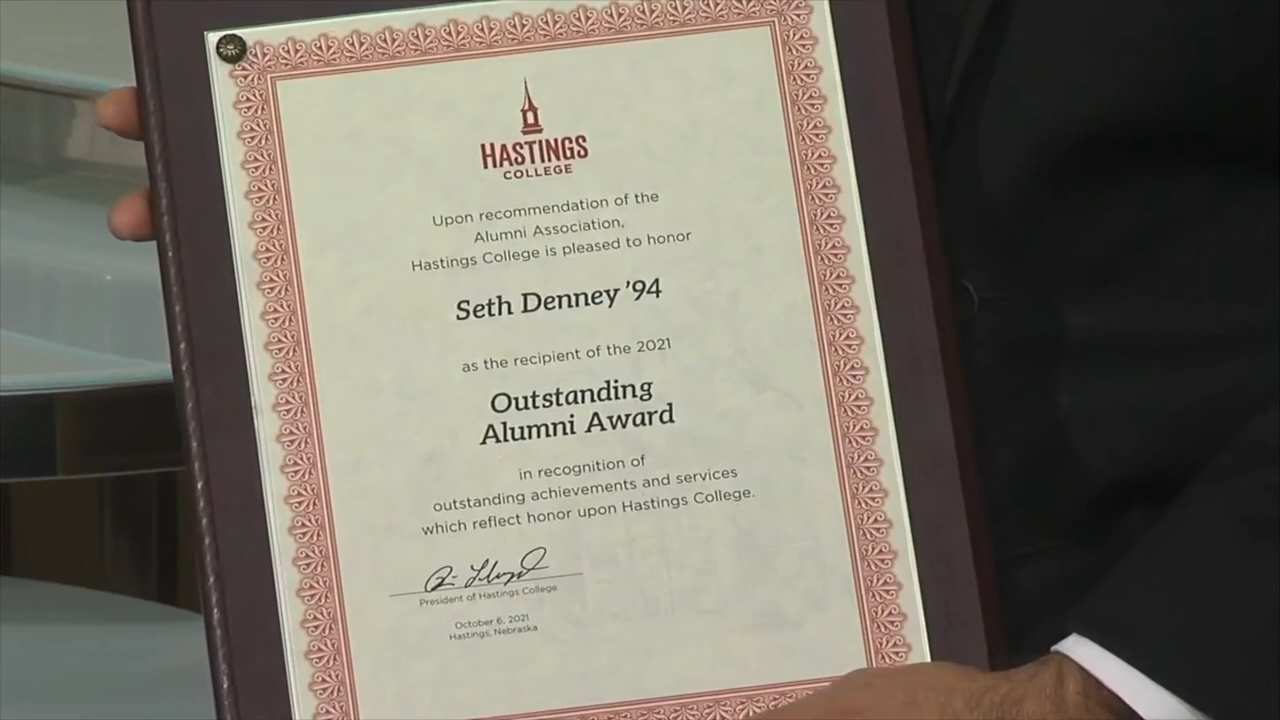 HASTINGS
COLLEGE
Upon recommendation of the
Alumni Association,
Hastings College is pleased to honor
Seth Denney ’94
as the recipient of the 2021
Outstanding
Alumni Award
in recognition of
outstanding achievements and services
which reflect honor upon Hastings College.
President of Hastings College
October 6, 2021
Hastings, Nebraska